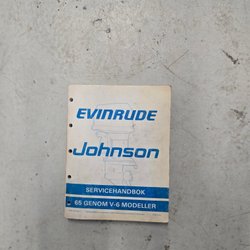 EVINRUDE
Johnson
SERVICEHANDBOK
65 GENOM V-6 MODELLER